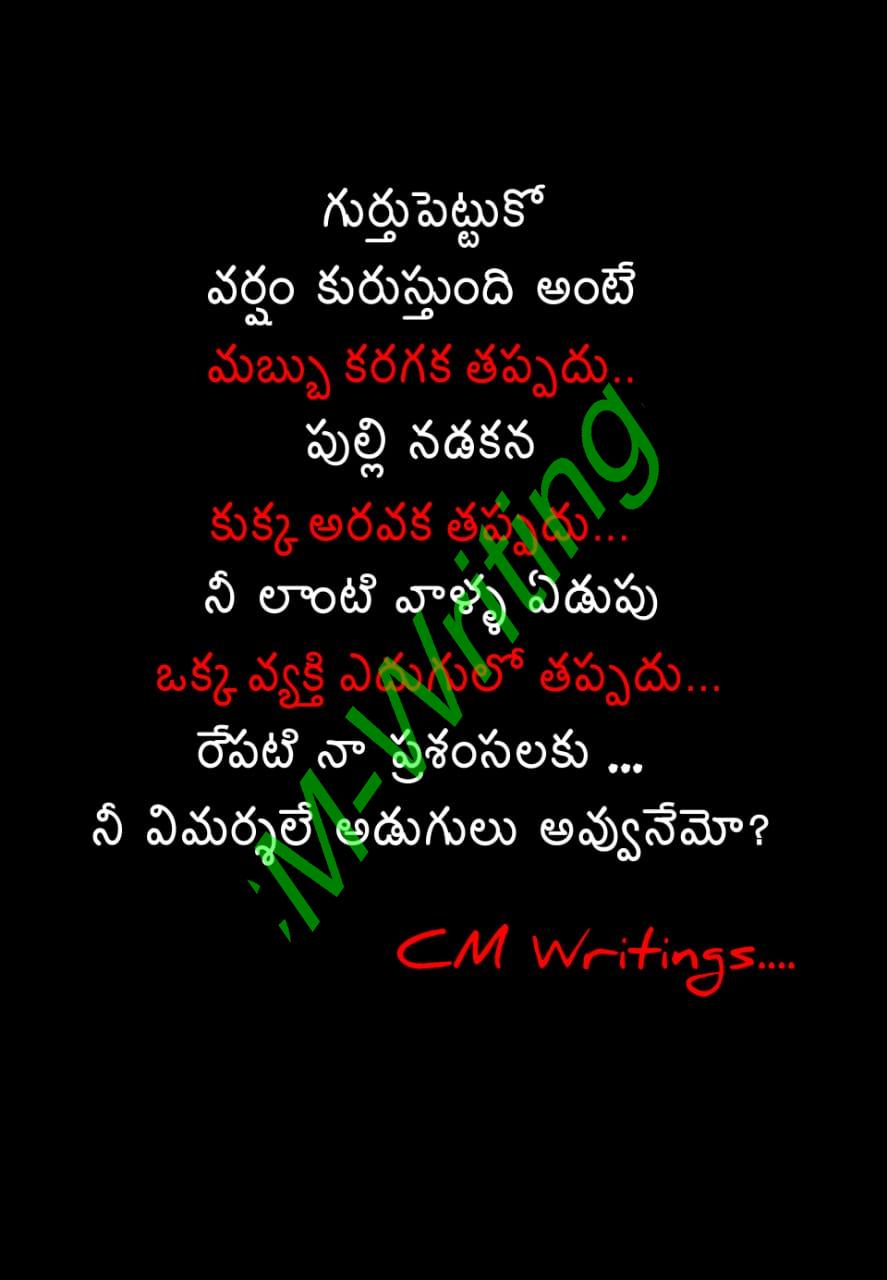 గుర్తుపెట్టుకో
వర్షం కురుస్తుంది అంటే
మబ్బు కరగక తప్పదు..
పుల్లి నడకన
కుక్క అరవక తప్పదు...
నీ లాంటి వాళ్ళు ఏడుపు
ఒక్క వ్యక్తి ఎదుగులో తప్పదు...
రేపటి నా ప్రశంసలకు ...
నీ విమర్శలే అడుగులు అవ్వునేమో?
CM Writings....
M-Writing